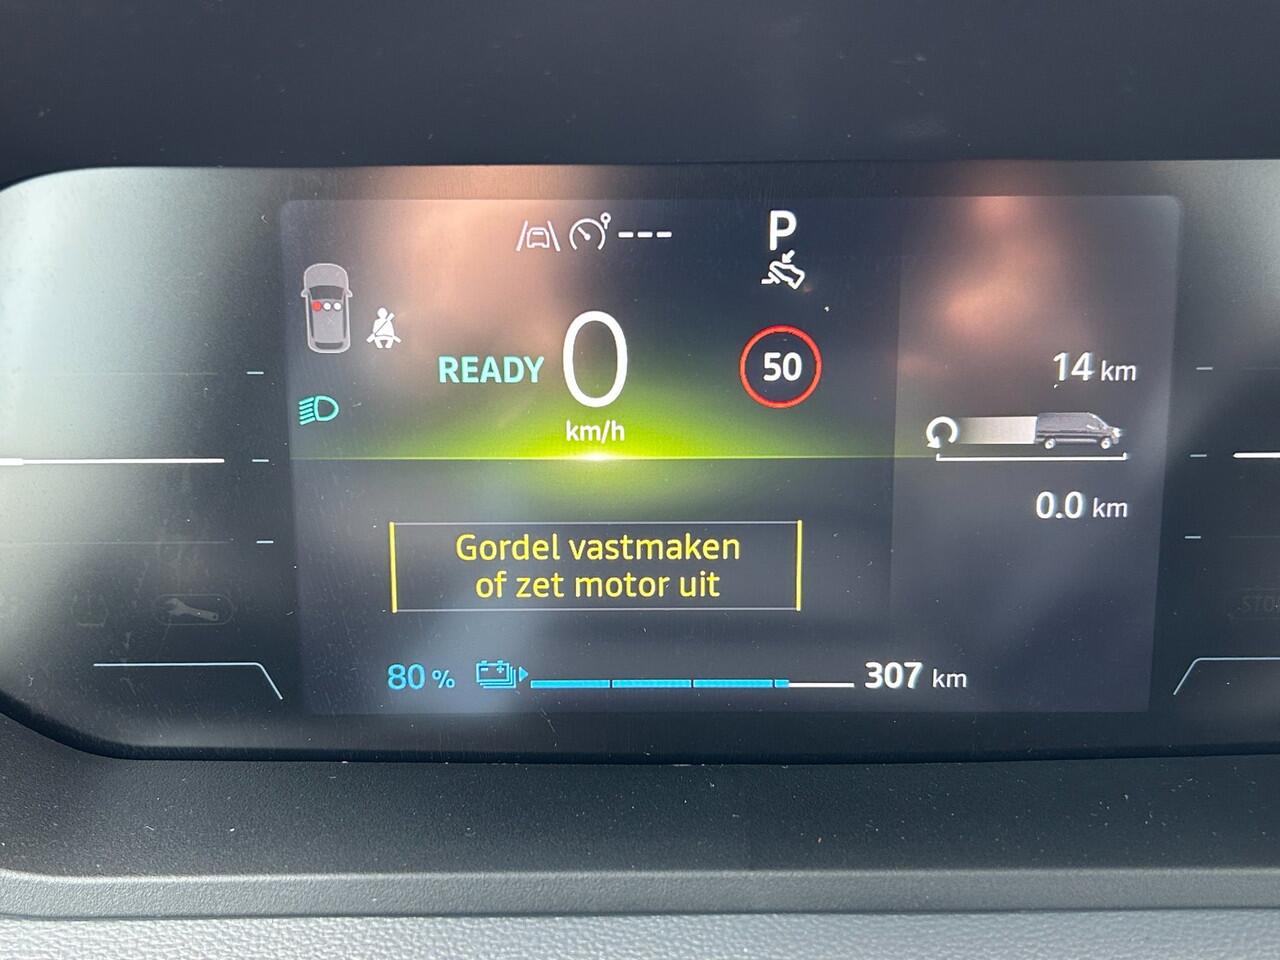 ---
P
READY
0
km/h
50
14 km
0.0 km
Gordel vastmaken
of zet motor uit
80 %
307 km